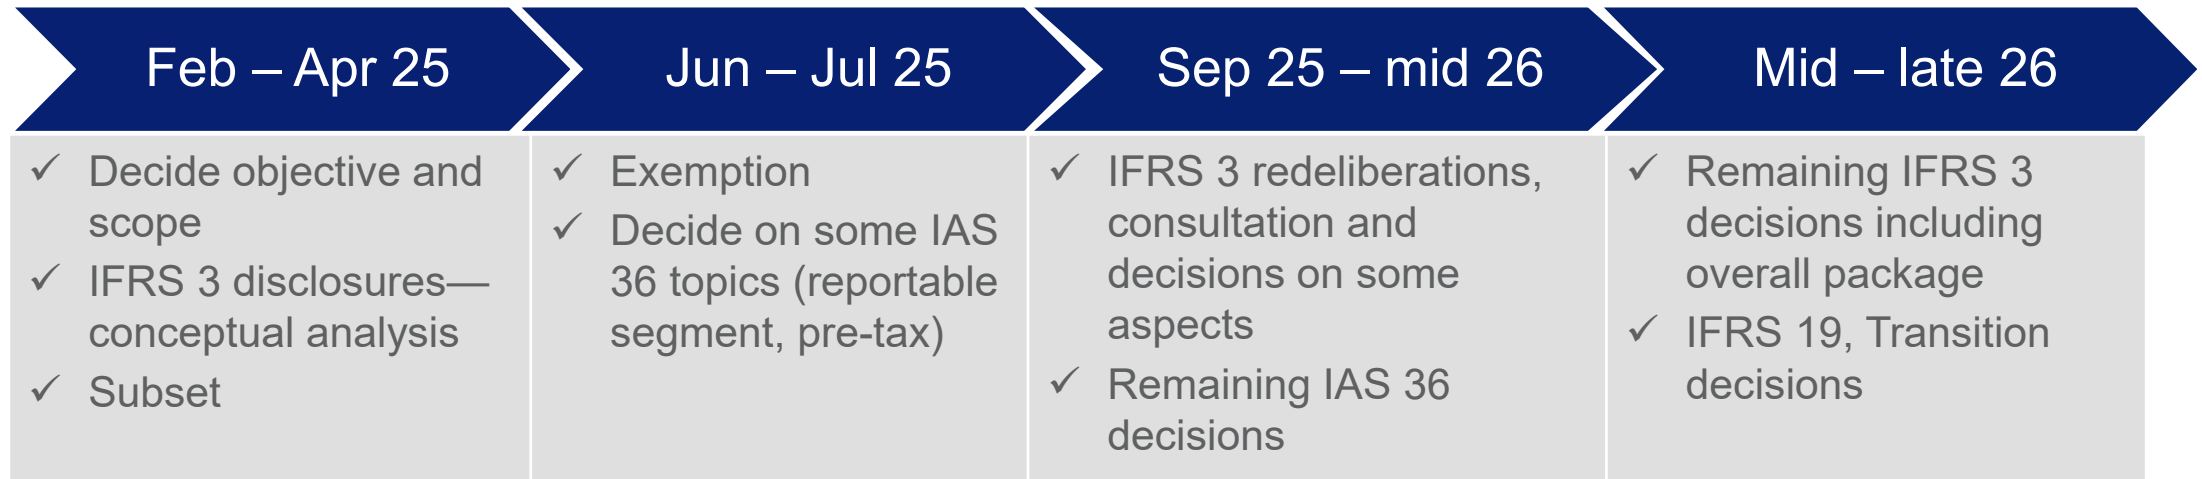 Feb – Apr 25
Jun – Jul 25
Sep 25 – mid 26
Mid – late 26
✓ Decide objective and
scope
✓ IFRS 3 disclosures—
conceptual analysis
✓ Subset
✓ Exemption
✓ Decide on some IAS
36 topics (reportable
segment, pre-tax)
✓ IFRS 3 redeliberations,
consultation and
decisions on some
aspects
✓ Remaining IAS 36
decisions
✓ Remaining IFRS 3
decisions including
overall package
✓ IFRS 19, Transition
decisions